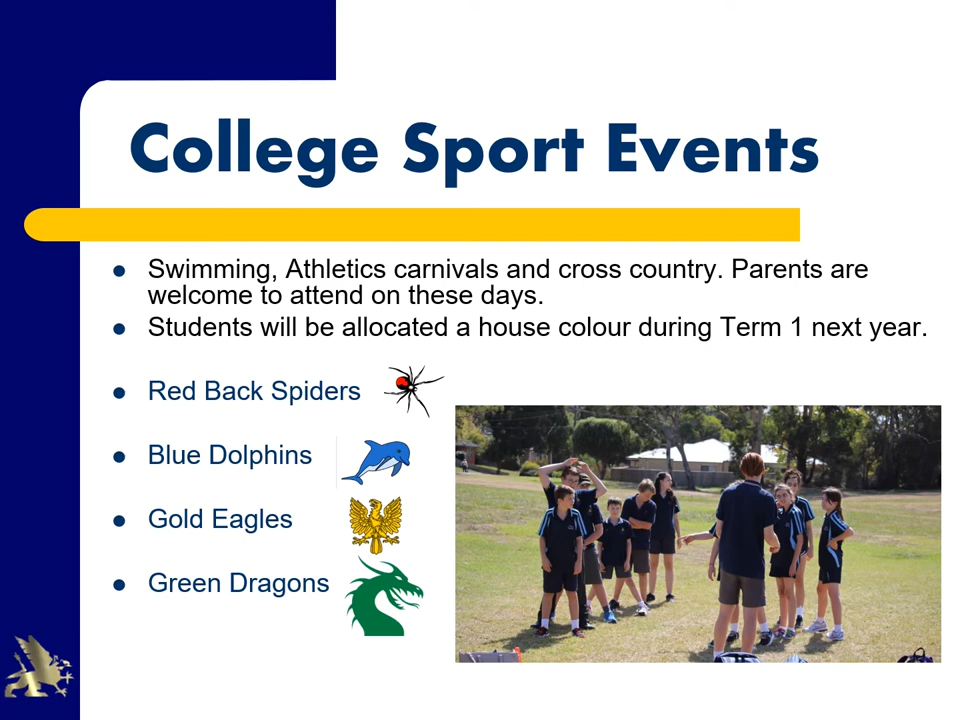 College Sport Events
Swimming, Athletics carnivals and cross country. Parents are
welcome to attend on these days.
Students will be allocated a house colour during Term 1 next year.
Red Back Spiders
Blue Dolphins
Gold Eagles
Green Dragons